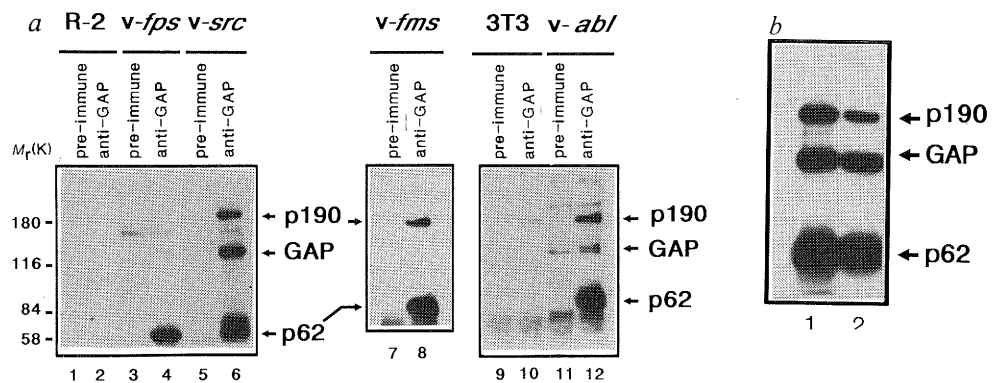 a R-2 v-fps v-src v-fms 3T3 v-abl b
pre-immune
anti-GAP
pre-immune
anti-GAP
pre-immune
anti-GAP
pre-immune
anti-GAP
pre-immune
anti-GAP
pre-immune
anti-GAP
Mr(K)
180
116
84
58
p190
GAP
p62
p190
GAP
p62
p190
GAP
p62
1 2 3 4 5 6
7 8
9 10 11 12
1 2